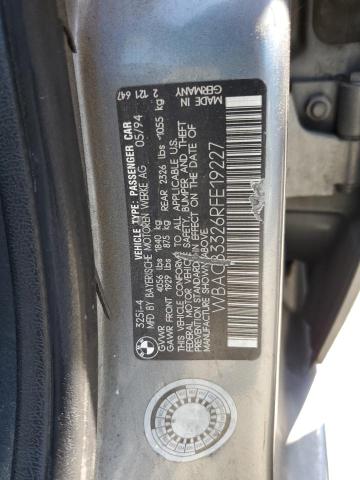 325i-4
VEHICLE TYPE: PASSENGER CAR
MFD BY BAYERISCHE MOTOREN WERKE AG 05/94
GVWR 4056 lbs 1840 kg
GAWR FRONT 1929 lbs 875 kg REAR 2326 lbs -1055 kg
THIS VEHICLE CONFORMS TO ALL APPLICABLE U.S.
FEDERAL MOTOR VEHICLE SAFETY, BUMPER AND THEFT
PREVENTION STANDARDS IN EFFECT ON THE DATE OF
MANUFACTURE SHOWN ABOVE.
WBACB3326RFE19227
2 121 647
MADE IN
GERMANY
BMW